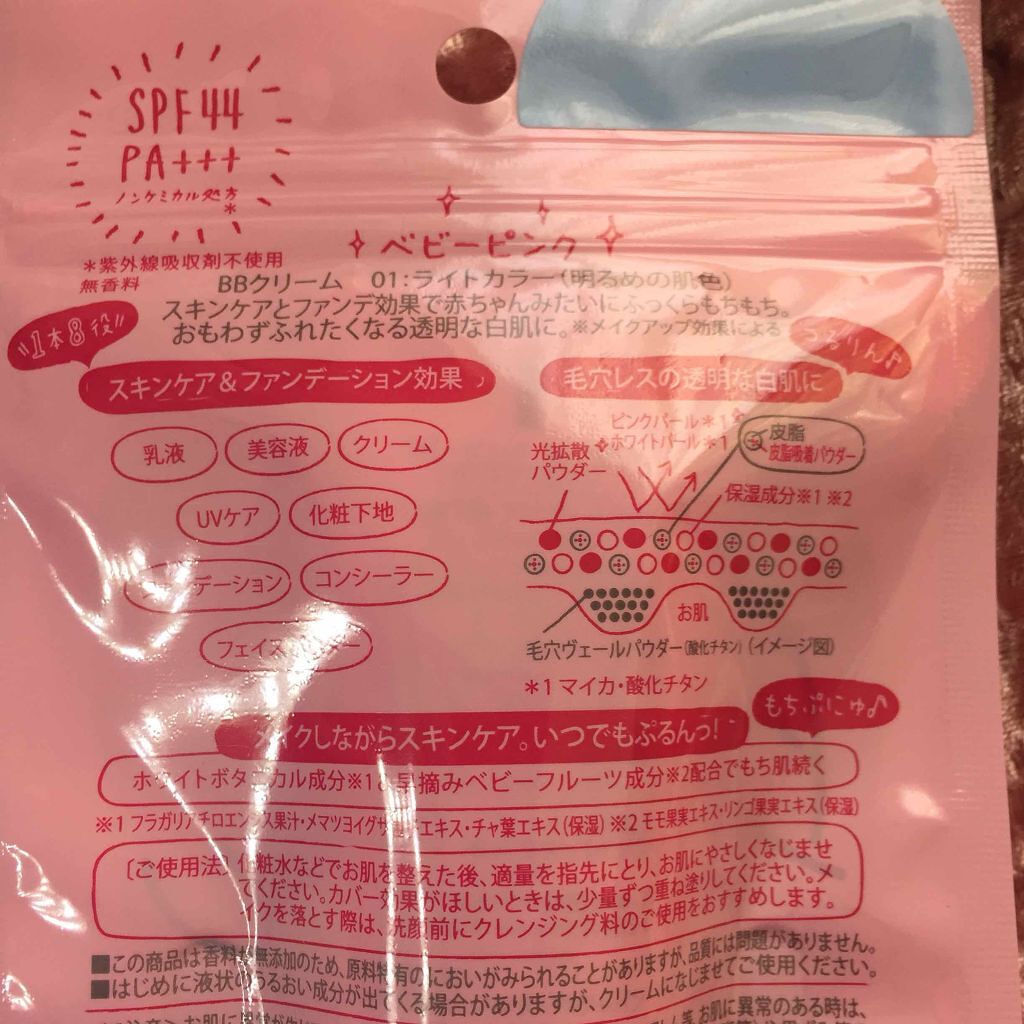 SPF44
PA+++
ノンケミカル処方
*
*紫外線吸収剤不使用
無香料
ベビーピンク
BBクリーム 01:ライトカラー(明るめの肌色)
スキンケアとファンデ効果で赤ちゃんみたいにふっくらもちもち。
おもわずふれたくなる透明な白肌に。※メイクアップ効果による
"1本8役"
スキンケア&ファンデーション効果
乳液
美容液
クリーム
UVケア
化粧下地
デーション
コンシーラー
フェイス
うるりん♪
毛穴レスの透明な白肌に
ピンクパール*1
ホワイトパール*1
光拡散
パウダー
皮脂
皮脂吸着パウダー
保湿成分※1 ※2
お肌
毛穴ヴェールパウダー(酸化チタン) (イメージ図)
*1マイカ・酸化チタン
もちぷにゅ♪
メイクしながらスキンケア。いつでもぷるんっ!
ホワイトボタニカル成分※1と早摘みベビーフルーツ成分※2配合でもち肌続く
※1 フラガリアチロエンシス果汁・メマツヨイグサ エキス・チャ葉エキス(保湿) ※2 モモ果実エキス・リンゴ果実エキス(保湿)
〔ご使用法〕化粧水などでお肌を整えた後、適量を指先にとり、お肌にやさしくなじませ
てください。カバー効果がほしいときは、少量ずつ重ね塗りしてください。メ
イクを落とす際は、洗顔前にクレンジング料のご使用をおすすめします。
■この商品は香料無添加のため、原料特有のにおいがみられることがありますが、品質には問題がありません。
■はじめに液状のうるおい成分が出てくる場合がありますが、クリームになじませてご使用ください。
等、お肌に異常のある時は、